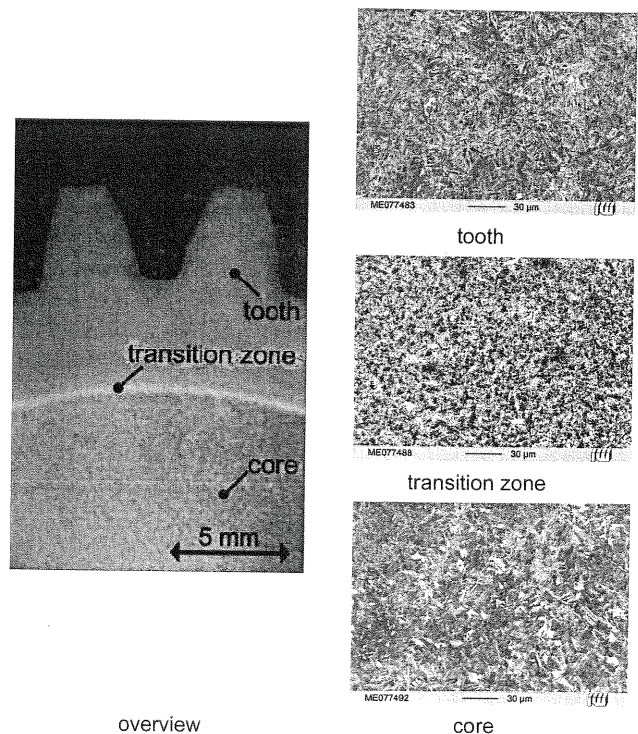 tooth
transition zone
core
5 mm
overview
ME077483 30 µm
tooth
ME077488 30 µm
transition zone
ME077492 30 µm
core